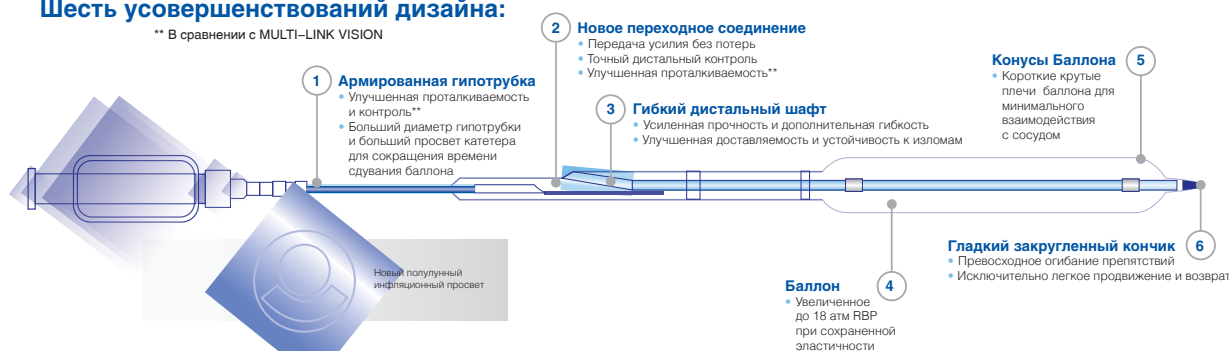 Шесть усовершенствований дизайна:
** В сравнении с MULTI–LINK VISION
1
Армированная гипотрубка
• Улучшенная проталкиваемость
и контроль**
• Больший диаметр гипотрубки
и больший просвет катетера
для сокращения времени
сдувания баллона
2
Новое переходное соединение
• Передача усилия без потерь
• Точный дистальный контроль
• Улучшенная проталкиваемость**
3
Гибкий дистальный шафт
• Усиленная прочность и дополнительная гибкость
• Улучшенная доставляемость и устойчивость к изломам
Конусы Баллона
5
• Короткие крутые
плечи баллона для
минимального
взаимодействия
с сосудом
Новый полулунный
инфляционный просвет
Баллон
4
• Увеличенное
до 18 атм RBP
при сохраненной
эластичности
Гладкий закругленный кончик
6
• Превосходное огибание препятствий
• Исключительно легкое продвижение и возврат